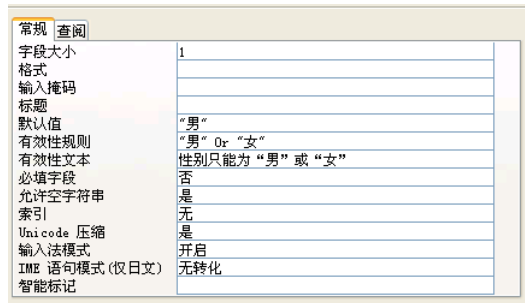 常规 查阅
字段大小 1
格式
输入掩码
标题
默认值 "男"
有效性规则 "男" Or "女"
有效性文本 性别只能为“男”或“女”
必填字段 否
允许空字符串 是
索引 无
Unicode 压缩 是
输入法模式 开启
IME 语句模式(仅日文) 无转化
智能标记